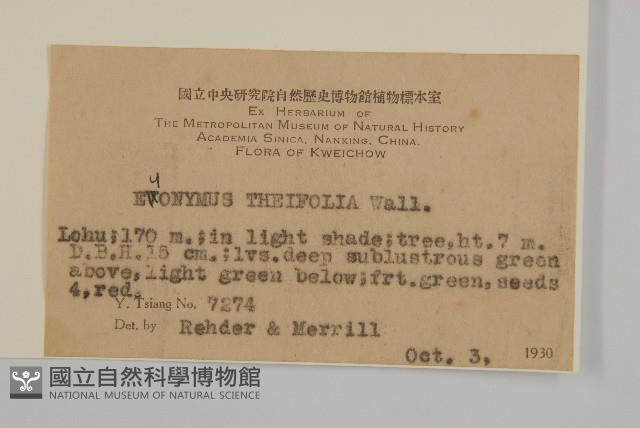 國立中央研究院自然歷史博物館植物標本室
Ex Herbarium of
The Metropolitan Museum of Natural History
Academia Sinica, Nanking, China.
Flora of Kweichow
EVONYMUS THEIFOLIA Wall.
y
Lohu;170 m.;in light shade;tree,ht.7 m.
D.B.H.15 cm.;lvs.deep sublustrous green
above,light green below;frt.green,seeds
4,red.
Y. Tsiang No. 7274
Det. by Rehder & Merrill
Oct. 3, 1930
國立自然科學博物館
NATIONAL MUSEUM OF NATURAL SCIENCE